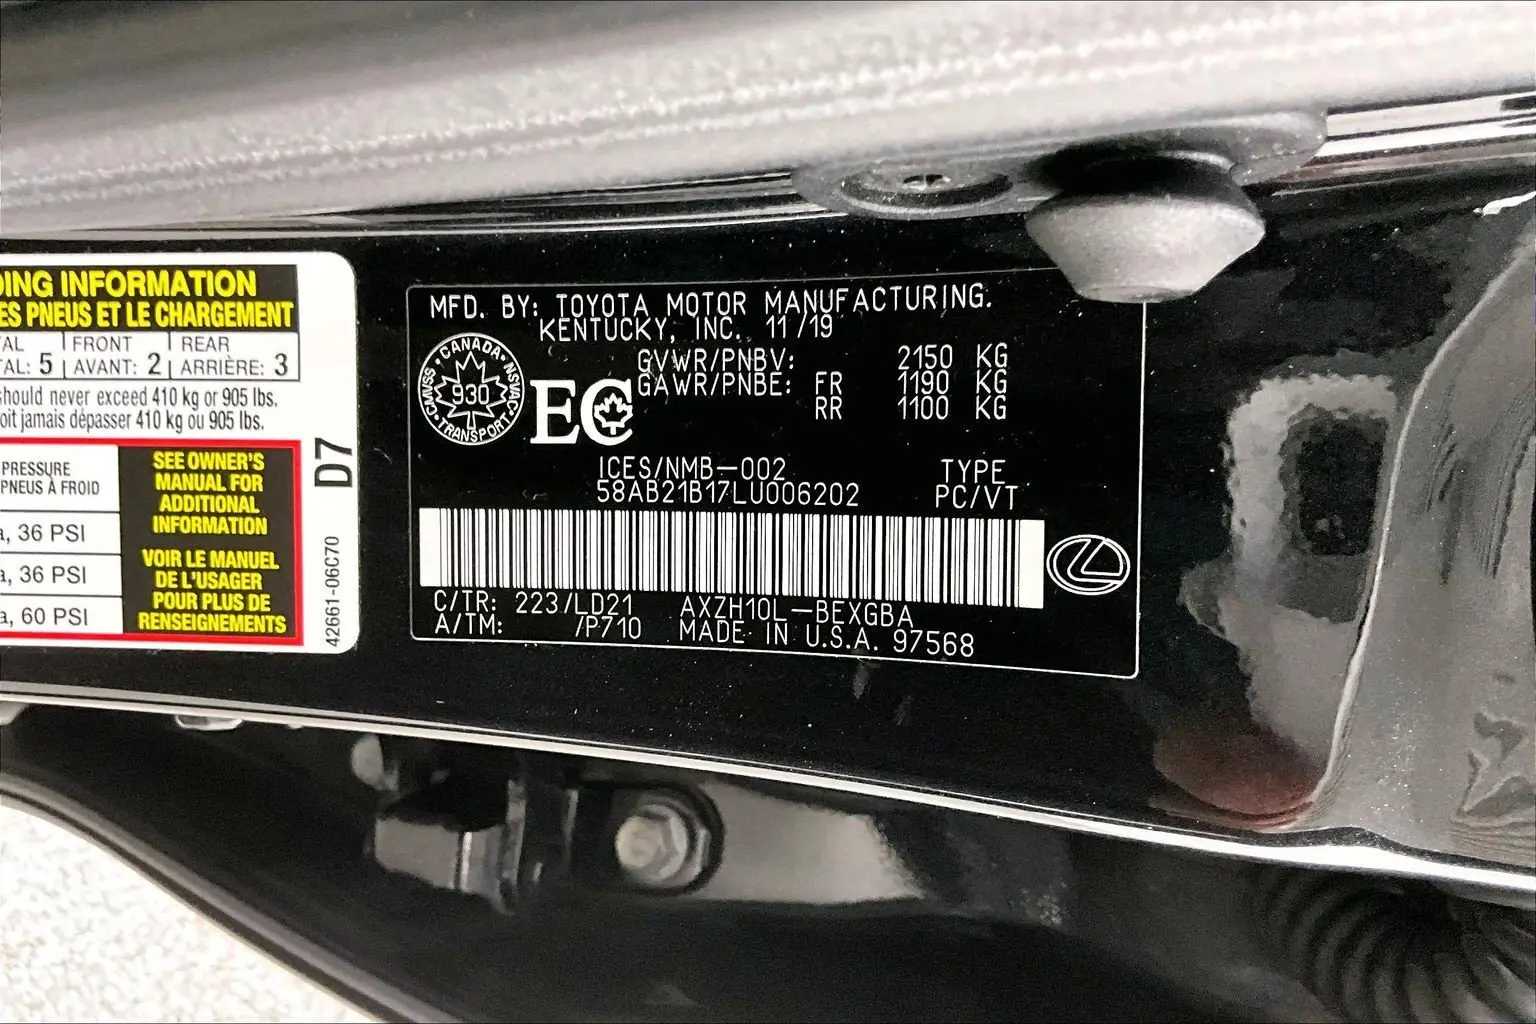 DING INFORMATION
ES PNEUS ET LE CHARGEMENT
AL | FRONT | REAR
AL: 5 | AVANT: 2 | ARRIÈRE: 3
should never exceed 410 kg or 905 lbs.
oit jamais dépasser 410 kg ou 905 lbs.
PRESSURE
PNEUS À FROID
a, 36 PSI
a, 36 PSI
a, 60 PSI
SEE OWNER'S
MANUAL FOR
ADDITIONAL
INFORMATION
VOIR LE MANUEL
DE L'USAGER
POUR PLUS DE
RENSEIGNEMENTS
D7
42661-06C70
MFD. BY: TOYOTA MOTOR MANUFACTURING.
KENTUCKY, INC. 11/19
CANADA
CMVSS NSVAC
930
TRANSPORT
EC
GVWR/PNBV: 2150 KG
GAWR/PNBE: FR 1190 KG
RR 1100 KG
ICES/NMB-002
58AB21B17LU006202
TYPE
PC/VT
C/TR: 223/LD21 AXZH10L-BEXGBA
A/TM: /P710 MADE IN U.S.A. 97568